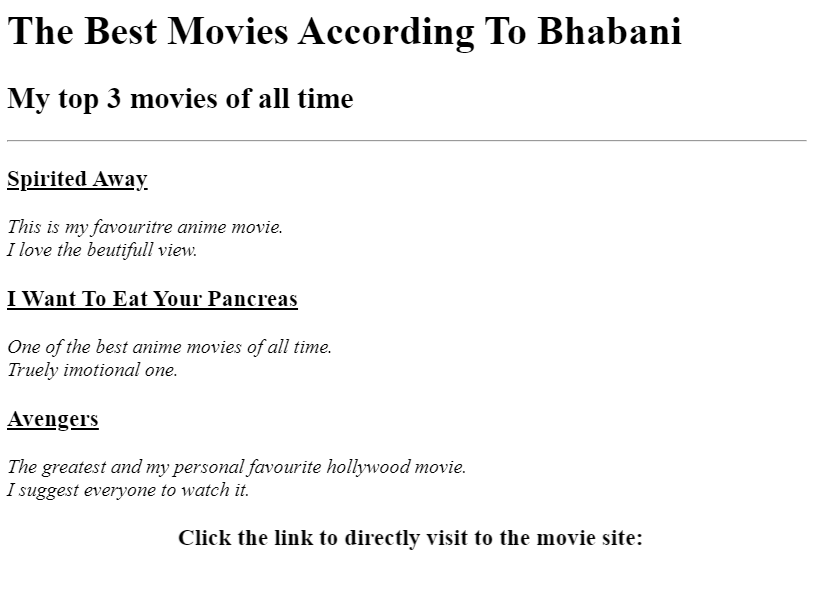 The Best Movies According To Bhabani
My top 3 movies of all time
Spirited Away
This is my favouritre anime movie.
I love the beutifull view.
I Want To Eat Your Pancreas
One of the best anime movies of all time.
Truely imotional one.
Avengers
The greatest and my personal favourite hollywood movie.
I suggest everyone to watch it.
Click the link to directly visit to the movie site: